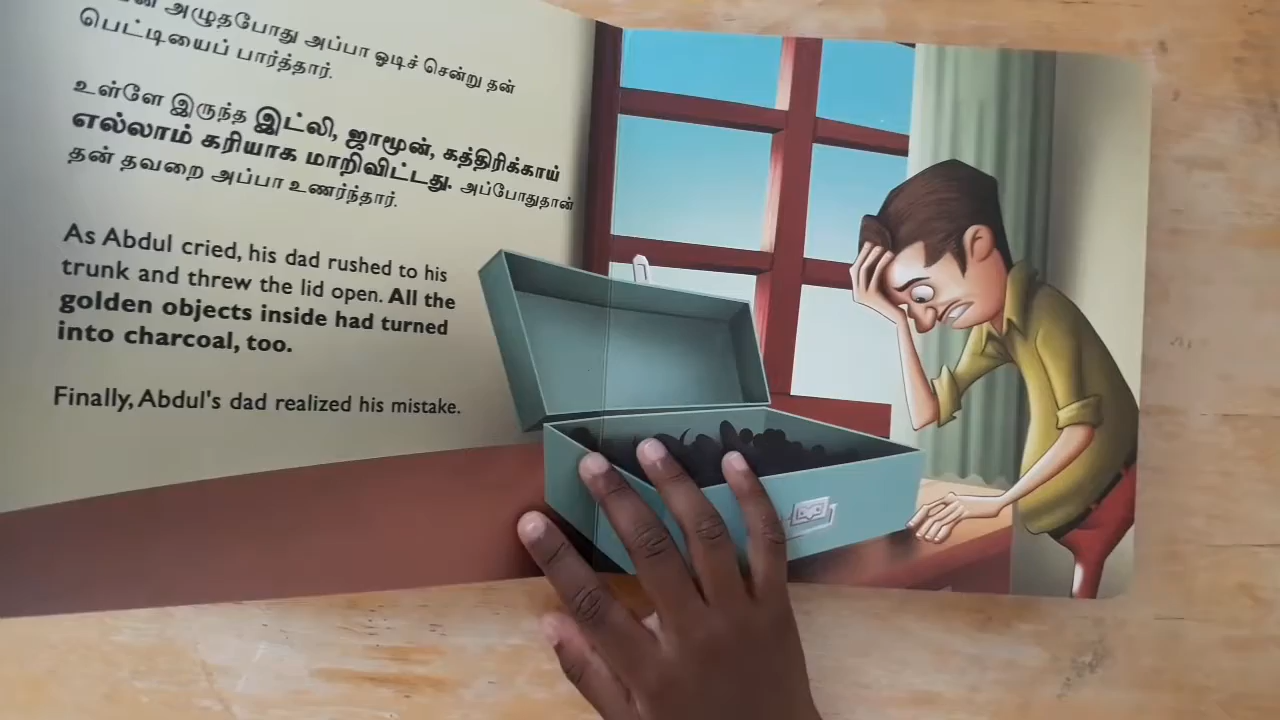 அழுதபோது அப்பா ஓடிச் சென்று தன்
பெட்டியைப் பார்த்தார்.
உள்ளே இருந்த இட்லி, ஜாமூன், கத்திரிக்காய்
எல்லாம் கரியாக மாறிவிட்டது. அப்போதுதான்
தன் தவறை அப்பா உணர்ந்தார்.
As Abdul cried, his dad rushed to his
trunk and threw the lid open. All the
golden objects inside had turned
into charcoal, too.
Finally, Abdul's dad realized his mistake.